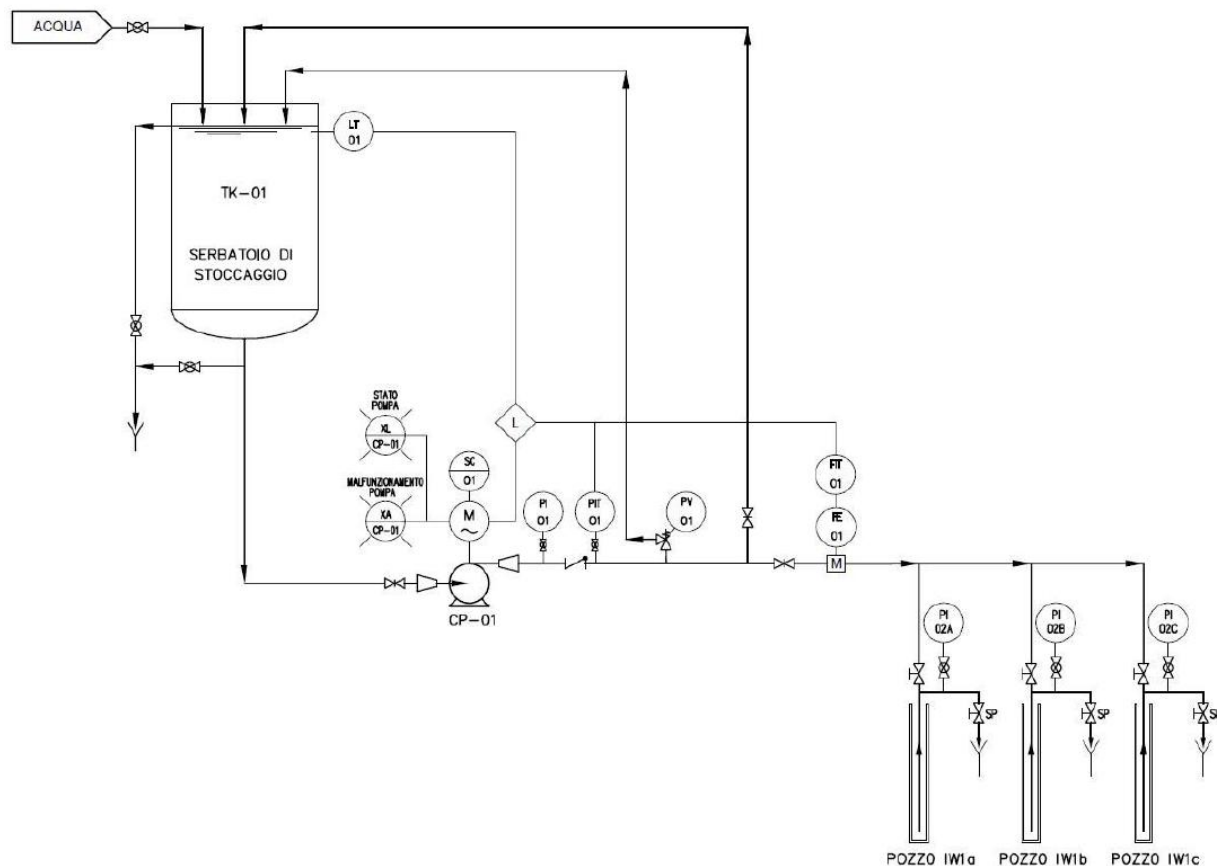 ACQUA
LT
01
TK-01
SERBATOIO DI
STOCCAGGIO
STATO
POMPA
XL
CP-01
L
SC
01
MALFUNZIONAMENTO
POMPA
XA
CP-01
M
PI
01
PIT
01
PV
01
FIT
01
FE
01
M
CP-01
PI
02A
PI
02B
PI
02C
SP
SP
POZZO IW1a
POZZO IW1b
POZZO IW1c